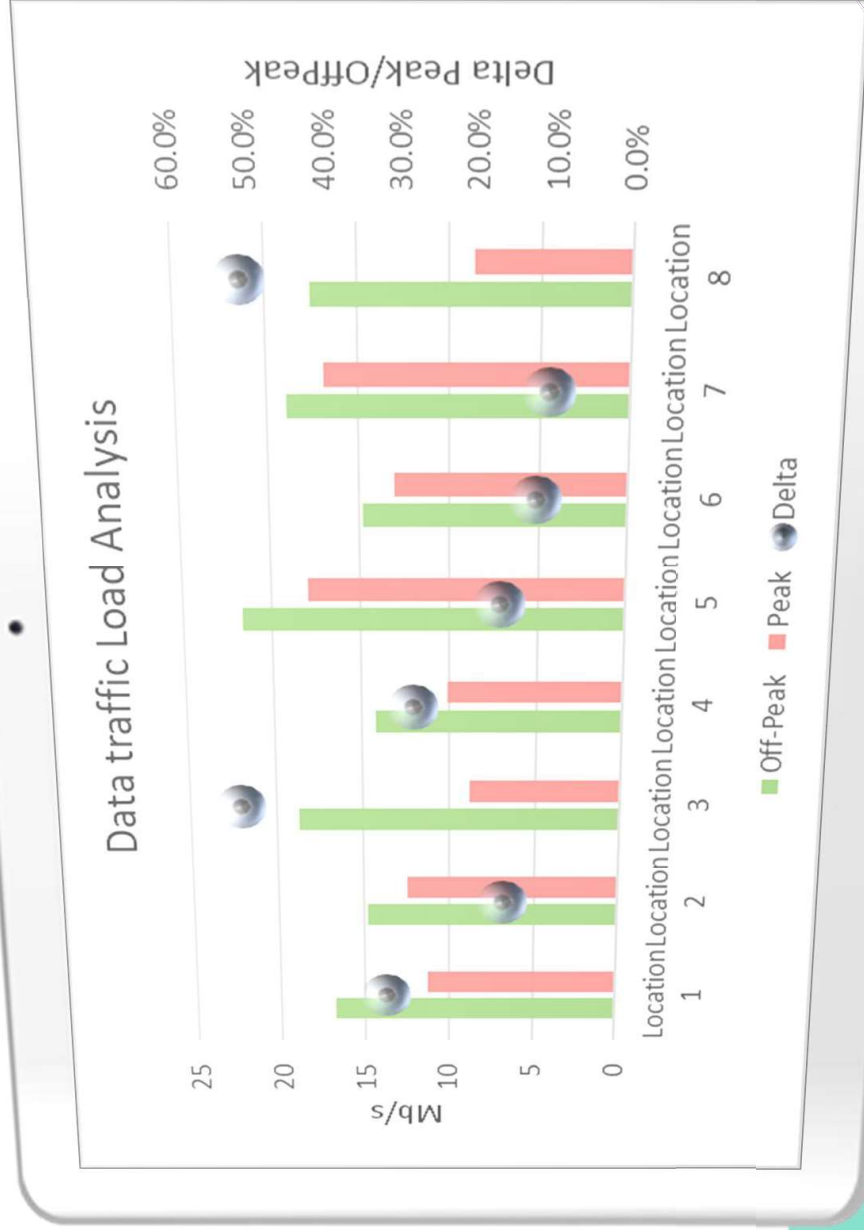 Data traffic Load Analysis
Mb/s
25
20
15
10
5
0
60.0%
50.0%
40.0%
30.0%
20.0%
10.0%
0.0%
Delta Peak/OffPeak
Location 1
Location 2
Location 3
Location 4
Location 5
Location 6
Location 7
Location 8
Off-Peak Peak Delta